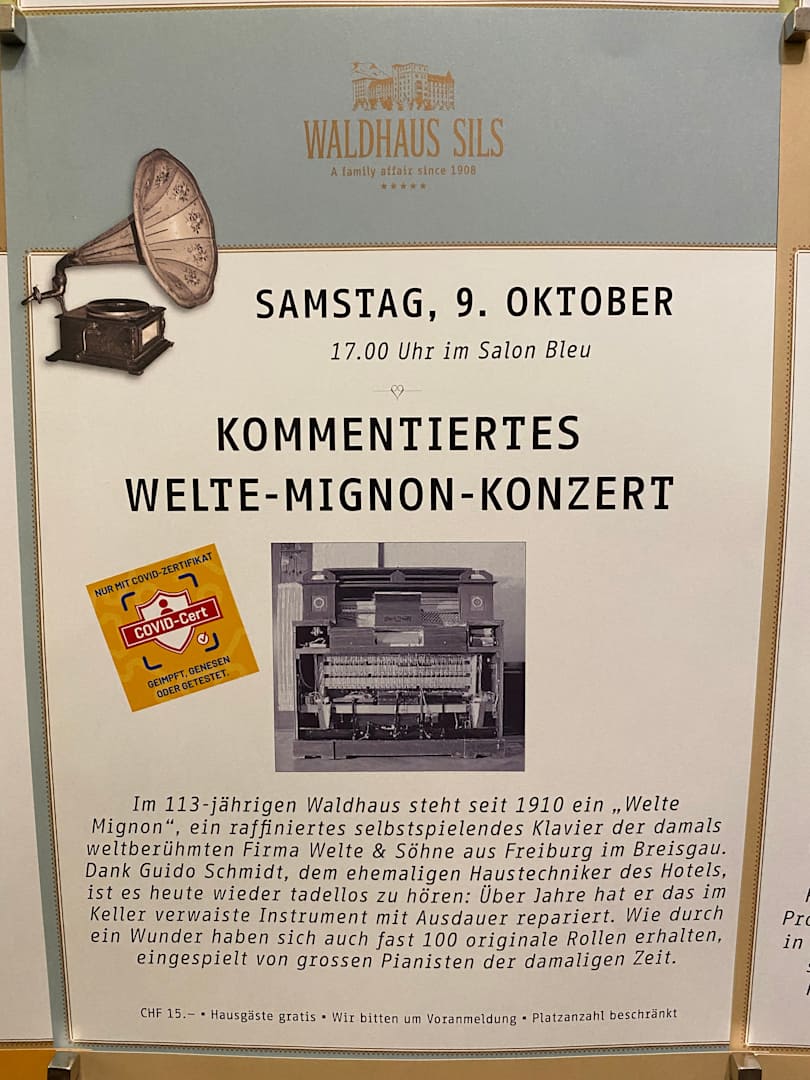 WALDHAUS SILS
A family affair since 1908
★★★★★
SAMSTAG, 9. OKTOBER
17.00 Uhr im Salon Bleu
KOMMENTIERTES
WELTE-MIGNON-KONZERT
NUR MIT COVID-ZERTIFIKAT
COVID-Cert
GEIMPFT, GENESEN
ODER GETESTET.
Im 113-jährigen Waldhaus steht seit 1910 ein „Welte
Mignon“, ein raffiniertes selbstspielendes Klavier der damals
weltberühmten Firma Welte & Söhne aus Freiburg im Breisgau.
Dank Guido Schmidt, dem ehemaligen Haustechniker des Hotels,
ist es heute wieder tadellos zu hören: Über Jahre hat er das im
Keller verwaiste Instrument mit Ausdauer repariert. Wie durch
ein Wunder haben sich auch fast 100 originale Rollen erhalten,
eingespielt von grossen Pianisten der damaligen Zeit.
CHF 15.– • Hausgäste gratis • Wir bitten um Voranmeldung • Platzanzahl beschränkt
in